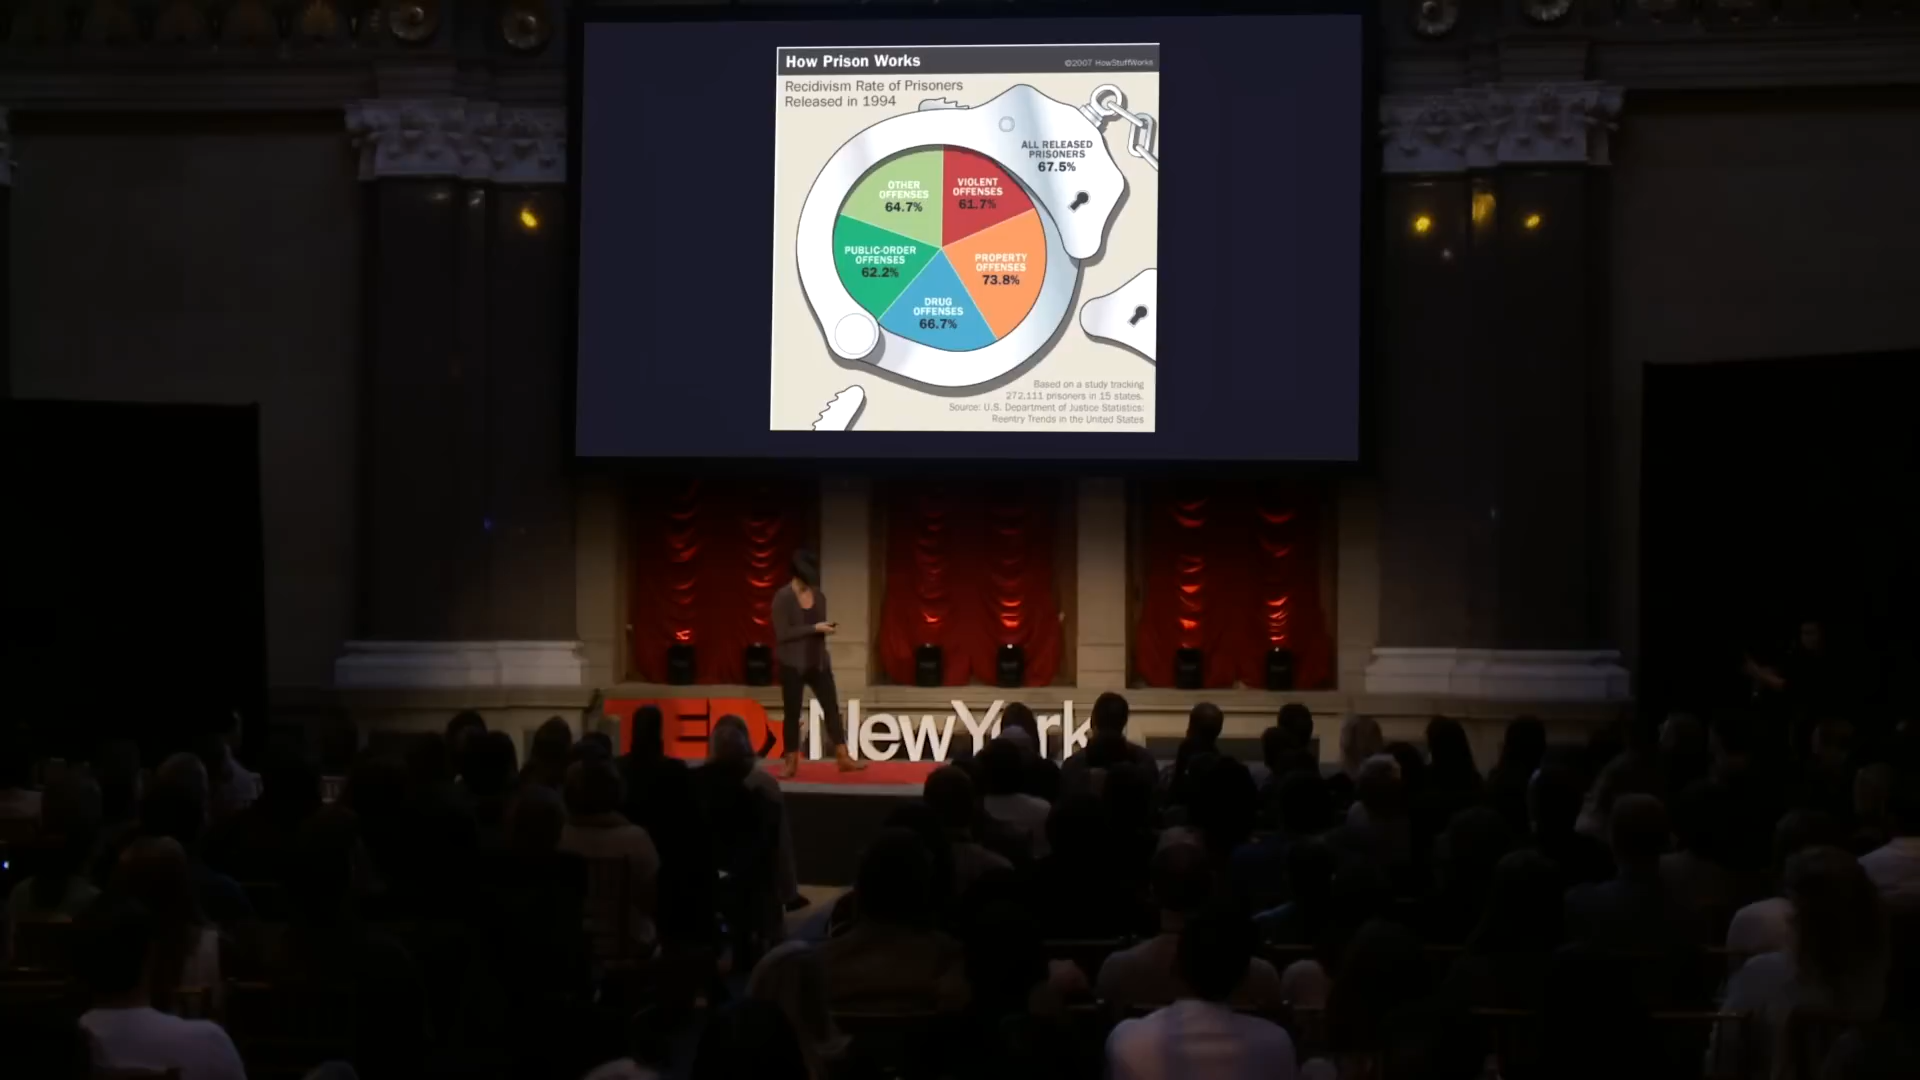 How Prison Works
©2007 HowStuffWorks
Recidivism Rate of Prisoners
Released in 1994
ALL RELEASED
PRISONERS
67.5%
OTHER
OFFENSES
64.7%
VIOLENT
OFFENSES
61.7%
PUBLIC-ORDER
OFFENSES
62.2%
PROPERTY
OFFENSES
73.8%
DRUG
OFFENSES
66.7%
Based on a study tracking
272,111 prisoners in 15 states.
Source: U.S. Department of Justice Statistics:
Reentry Trends in the United States
TEDxNewYork